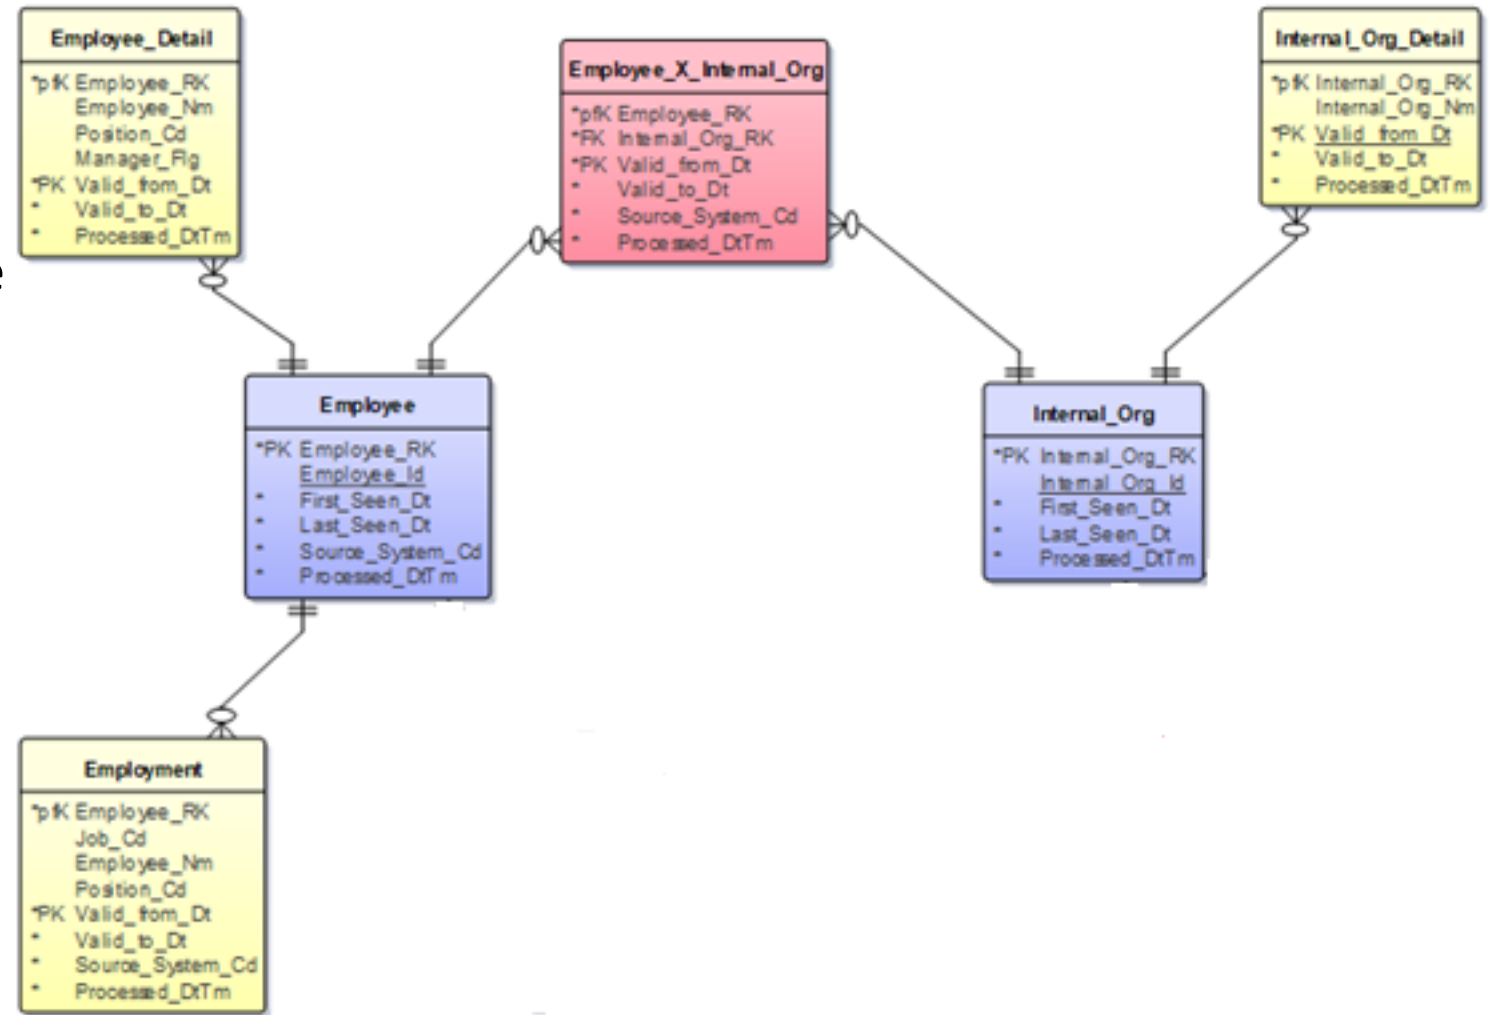 Employee_Detail
*pfK Employee_RK
Employee_Nm
Position_Cd
Manager_Flg
*PK Valid_from_Dt
* Valid_to_Dt
* Processed_DtTm
Employee_X_Internal_Org
*pfK Employee_RK
*FK Internal_Org_RK
*PK Valid_from_Dt
* Valid_to_Dt
* Source_System_Cd
* Processed_DtTm
Internal_Org_Detail
*pfK Internal_Org_RK
Internal_Org_Nm
*PK Valid_from_Dt
* Valid_to_Dt
* Processed_DtTm
e
Employee
*PK Employee_RK
Employee_Id
* First_Seen_Dt
* Last_Seen_Dt
* Source_System_Cd
* Processed_DtTm
Internal_Org
*PK Internal_Org_RK
Internal_Org_Id
* First_Seen_Dt
* Last_Seen_Dt
* Processed_DtTm
Employment
*pfK Employee_RK
Job_Cd
Employee_Nm
Position_Cd
*PK Valid_from_Dt
* Valid_to_Dt
* Source_System_Cd
* Processed_DtTm